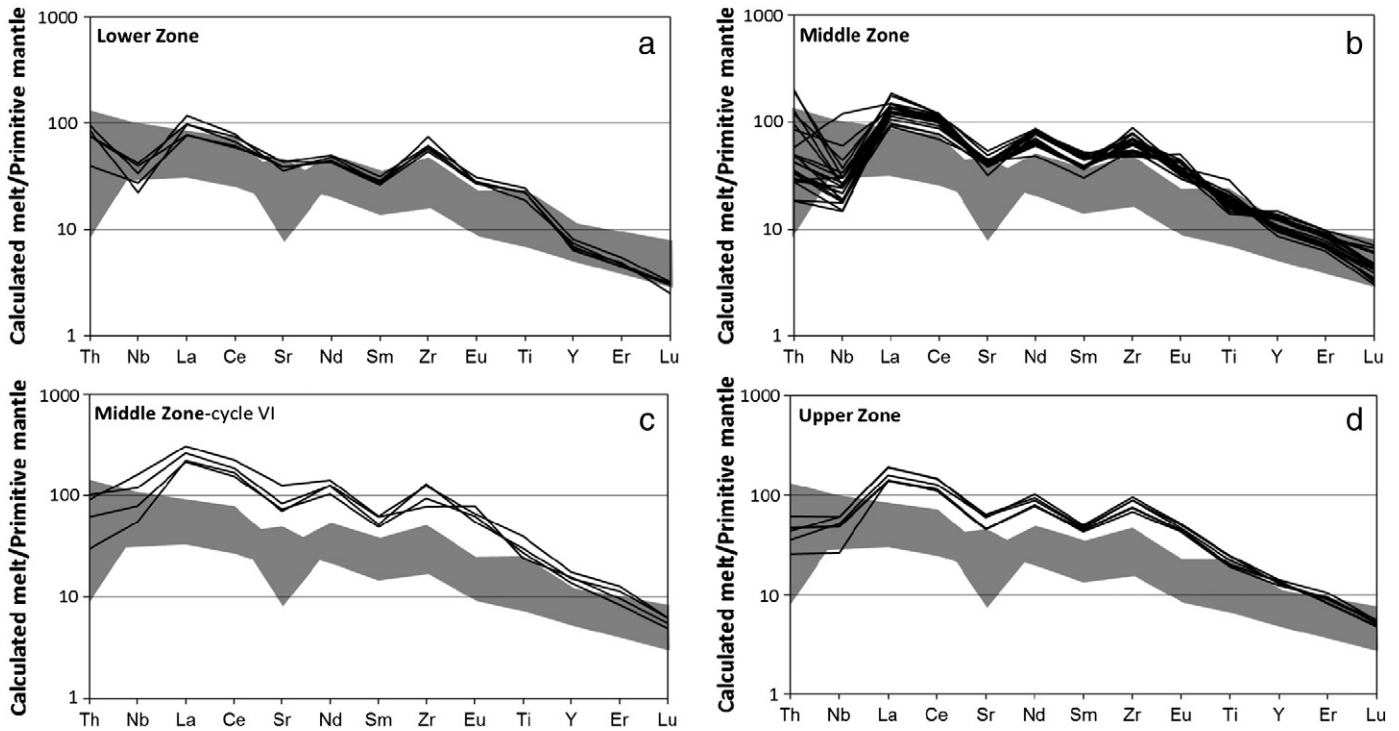 Calculated melt/Primitive mantle
1000
100
10
1
Lower Zone
a
Th Nb La Ce Sr Nd Sm Zr Eu Ti Y Er Lu
Calculated melt/Primitive mantle
1000
100
10
1
Middle Zone
b
Th Nb La Ce Sr Nd Sm Zr Eu Ti Y Er Lu
Calculated melt/Primitive mantle
1000
100
10
1
Middle Zone-cycle VI
c
Th Nb La Ce Sr Nd Sm Zr Eu Ti Y Er Lu
Calculated melt/Primitive mantle
1000
100
10
1
Upper Zone
d
Th Nb La Ce Sr Nd Sm Zr Eu Ti Y Er Lu